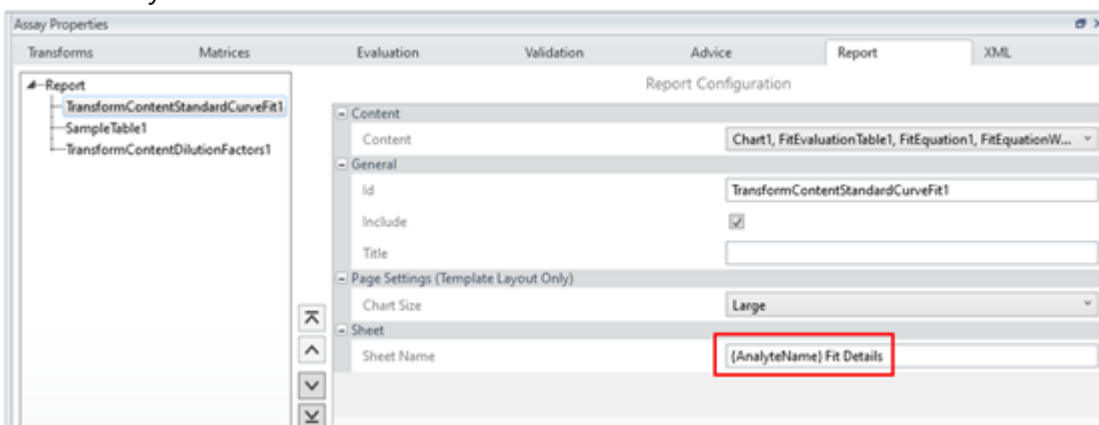 Assay Properties
Transforms Matrices Evaluation Validation Advice Report XML
Report
TransformContentStandardCurveFit1
SampleTable1
TransformContentDilutionFactors1
Report Configuration
Content
Content Chart1, FitEvaluationTable1, FitEquation1, FitEquationW...
General
Id TransformContentStandardCurveFit1
Include
Title
Page Settings (Template Layout Only)
Chart Size Large
Sheet
Sheet Name {AnalyteName} Fit Details